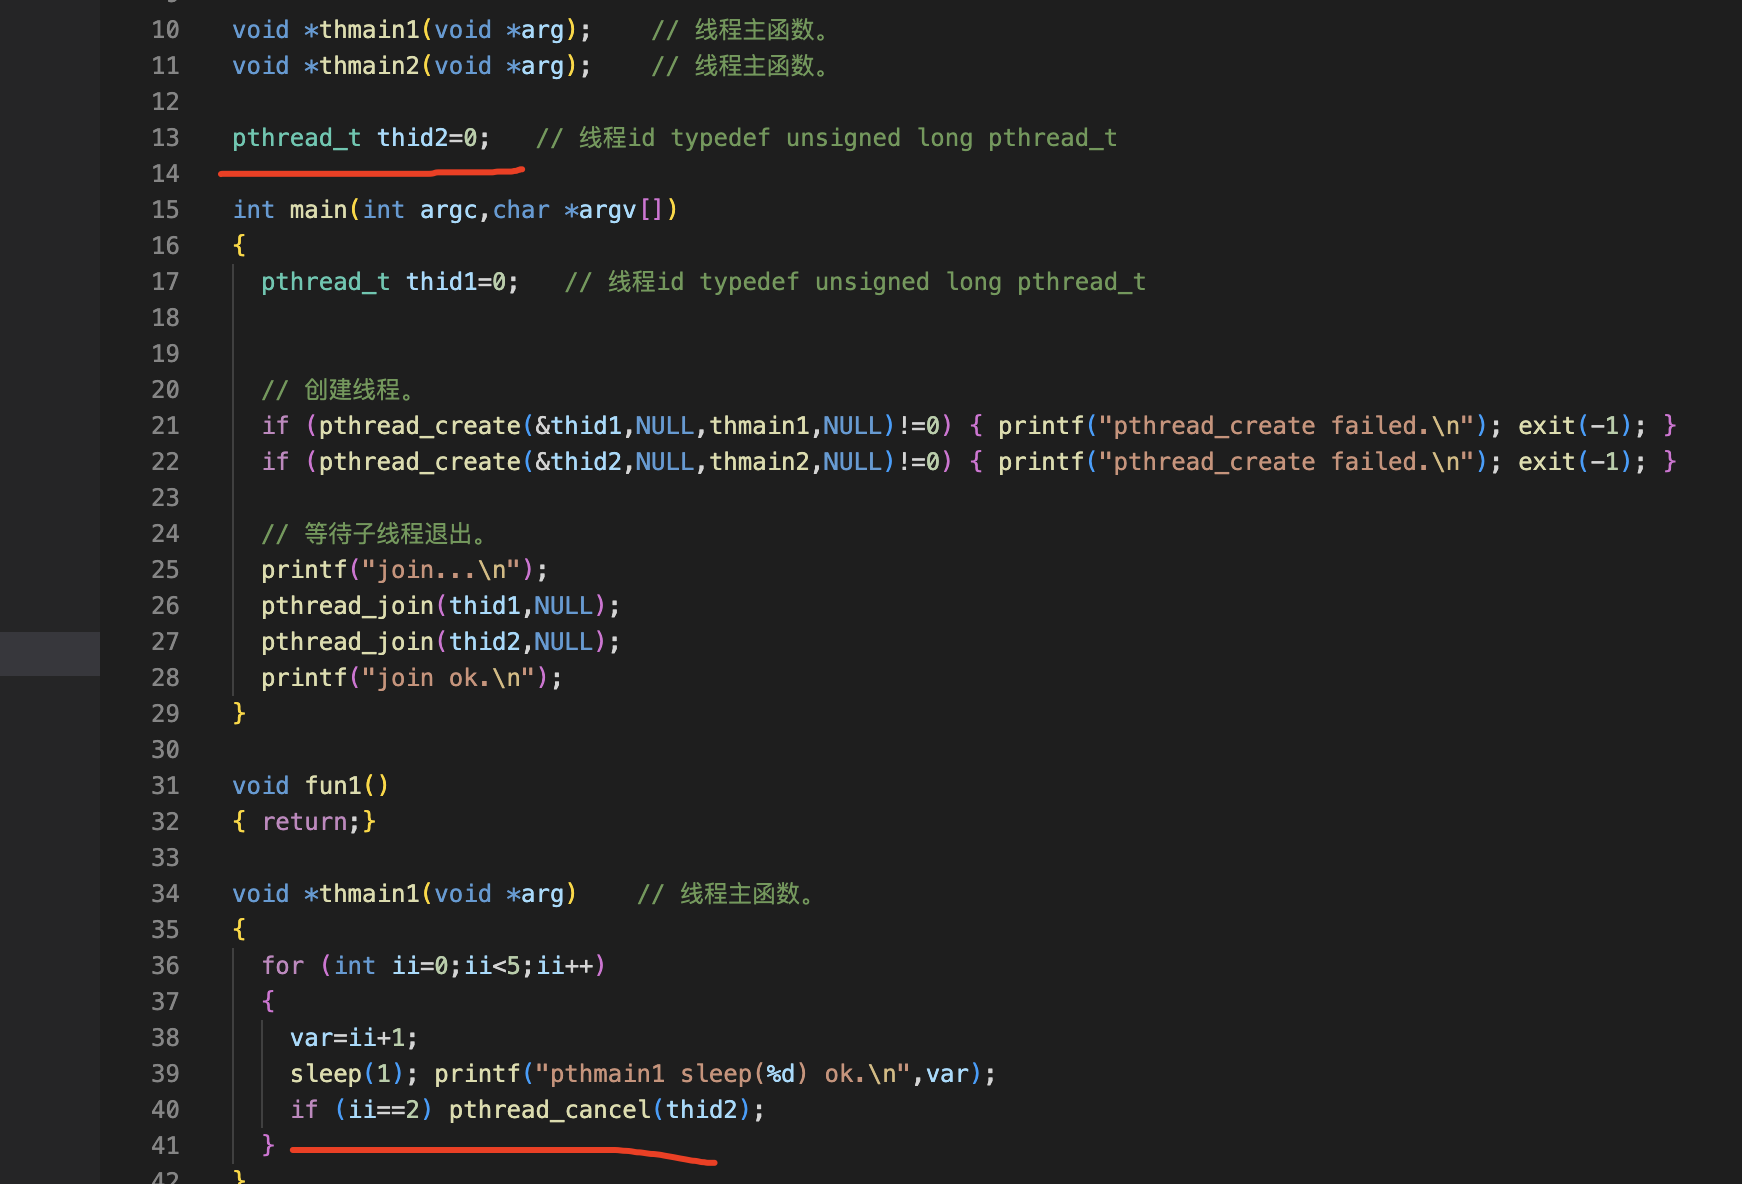 10 void *thmain1(void *arg);    // 线程主函数。
11 void *thmain2(void *arg);    // 线程主函数。
12
13 pthread_t thid2=0;   // 线程id typedef unsigned long pthread_t
14
15 int main(int argc,char *argv[])
16 {
17   pthread_t thid1=0;   // 线程id typedef unsigned long pthread_t
18
19
20   // 创建线程。
21   if (pthread_create(&thid1,NULL,thmain1,NULL)!=0) { printf("pthread_create failed.\n"); exit(-1); }
22   if (pthread_create(&thid2,NULL,thmain2,NULL)!=0) { printf("pthread_create failed.\n"); exit(-1); }
23
24   // 等待子线程退出。
25   printf("join...\n");
26   pthread_join(thid1,NULL);
27   pthread_join(thid2,NULL);
28   printf("join ok.\n");
29 }
30
31 void fun1()
32 { return;}
33
34 void *thmain1(void *arg)    // 线程主函数。
35 {
36   for (int ii=0;ii<5;ii++)
37   {
38     var=ii+1;
39     sleep(1); printf("pthmain1 sleep(%d) ok.\n",var);
40     if (ii==2) pthread_cancel(thid2);
41   }
42 }